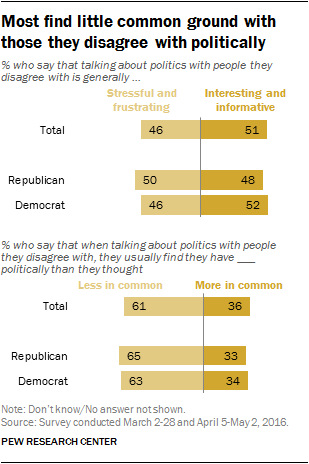 Most find little common ground with
those they disagree with politically
% who say that talking about politics with people they
disagree with is generally ...
Stressful and
frustrating
Interesting and
informative
Total 46 51
Republican 50 48
Democrat 46 52
% who say that when talking about politics with people
they disagree with, they usually find they have ___
politically than they thought
Less in common More in common
Total 61 36
Republican 65 33
Democrat 63 34
Note: Don't know/No answer not shown.
Source: Survey conducted March 2-28 and April 5-May 2, 2016.
PEW RESEARCH CENTER